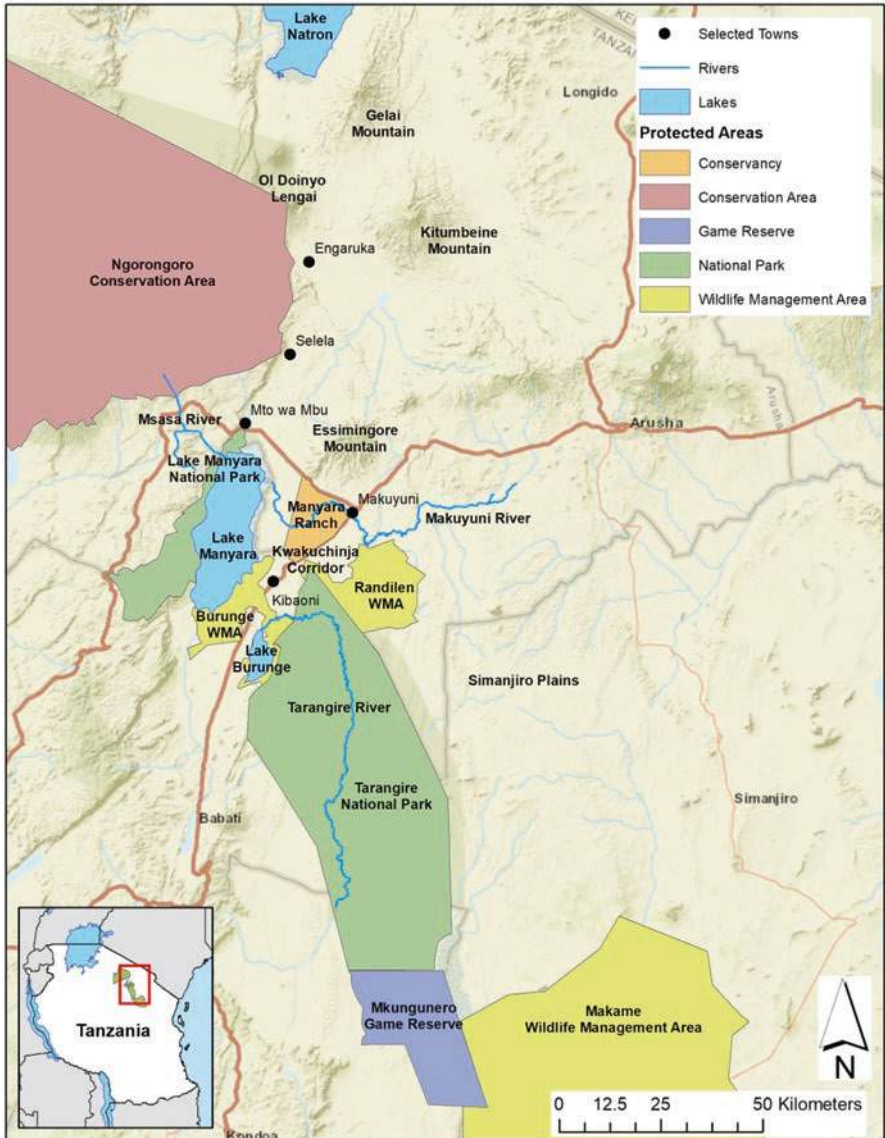 Lake
Natron
KEN
TANZAN
Longido
Gelai
Mountain
Ol Doinyo
Lengai
Kitumbeine
Mountain
Engaruka
Ngorongoro
Conservation Area
Selela
Mto wa Mbu
Msasa River
Essimingore
Mountain
Arusha
Arusha
Lake Manyara
National Park
Manyara
Ranch
Makuyuni
Makuyuni River
Lake
Manyara
Kwakuchinja
Corridor
Kibaoni
Randilen
WMA
Burunge
WMA
Lake
Burunge
Simanjiro Plains
Tarangire River
Tarangire
National Park
Simanjiro
Babati
Mkungunero
Game Reserve
Makame
Wildlife Management Area
Kondoa
Selected Towns
Rivers
Lakes
Protected Areas
Conservancy
Conservation Area
Game Reserve
National Park
Wildlife Management Area
Tanzania
N
0 12.5 25 50 Kilometers